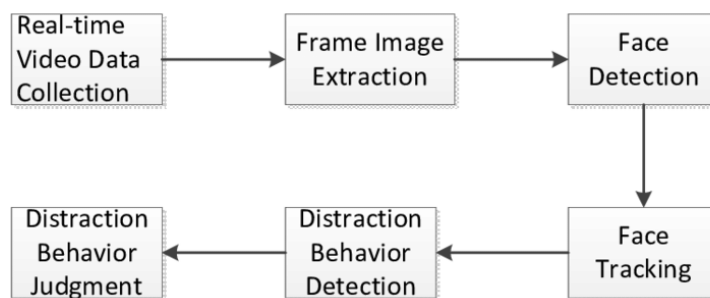 Real-time
Video Data
Collection
Frame Image
Extraction
Face
Detection
Face
Tracking
Distraction
Behavior
Detection
Distraction
Behavior
Judgment